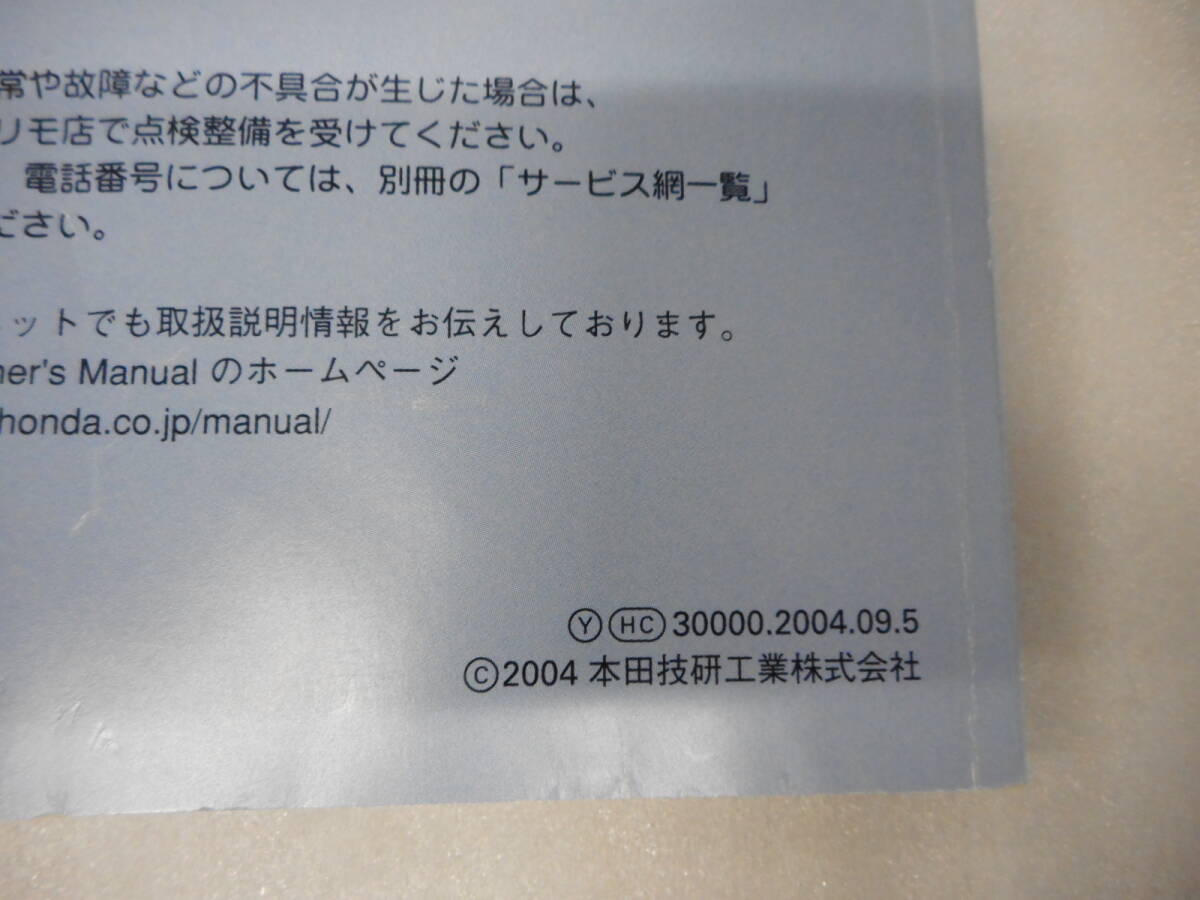 常や故障などの不具合が生じた場合は、
リモ店で点検整備を受けてください。
電話番号については、別冊の「サービス網一覧」
ださい。
ットでも取扱説明情報をお伝えしております。
ner's Manual のホームページ
honda.co.jp/manual/
Ⓨ HC 30000.2004.09.5
©2004 本田技研工業株式会社